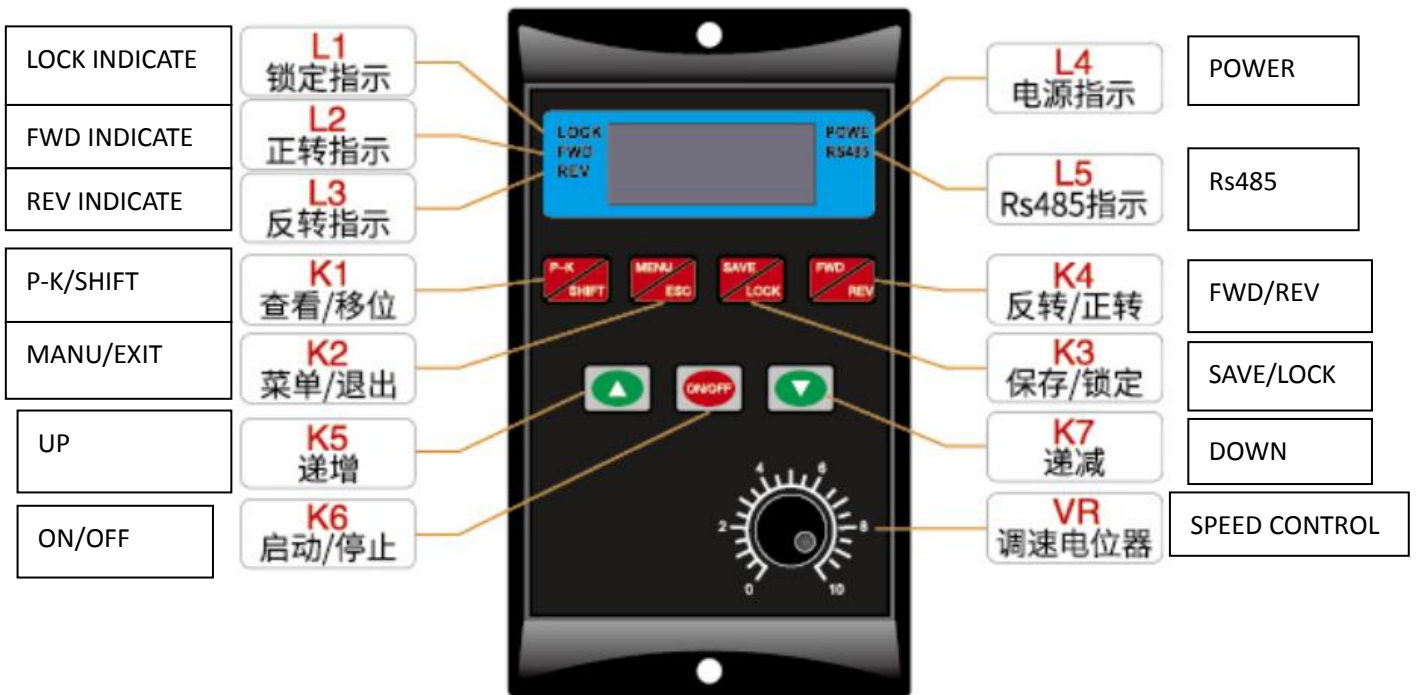 LOCK INDICATE
L1
锁定指示
FWD INDICATE
L2
正转指示
REV INDICATE
L3
反转指示
P-K/SHIFT
K1
查看/移位
MANU/EXIT
K2
菜单/退出
UP
K5
递增
ON/OFF
K6
启动/停止
LOCK
FWD
REV
POWE
RS485
P-K
SHIFT
MENU
ESC
SAVE
LOCK
FWD
REV
ON/OFF
0
2
4
6
8
10
L4
电源指示
POWER
L5
Rs485指示
Rs485
K4
反转/正转
FWD/REV
K3
保存/锁定
SAVE/LOCK
K7
递减
DOWN
VR
调速电位器
SPEED CONTROL